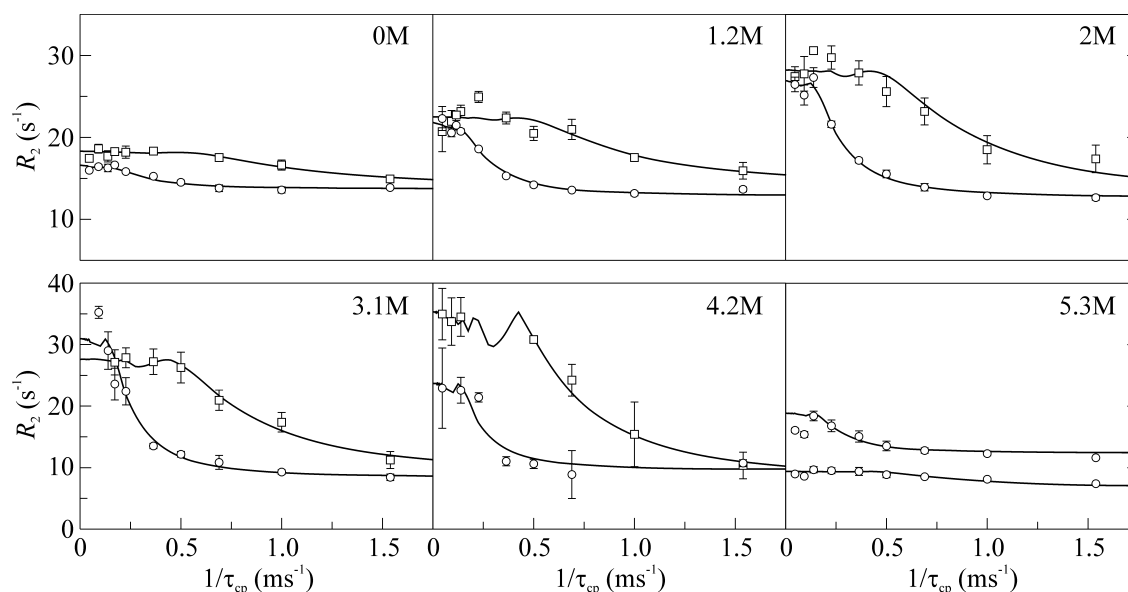 0M
1.2M
2M
30
20
10
R₂ (s⁻¹)
3.1M
4.2M
5.3M
40
30
20
10
0
R₂ (s⁻¹)
0 0.5 1.0 1.5 0 0.5 1.0 1.5 0 0.5 1.0 1.5
1/τcp (ms⁻¹) 1/τcp (ms⁻¹) 1/τcp (ms⁻¹)